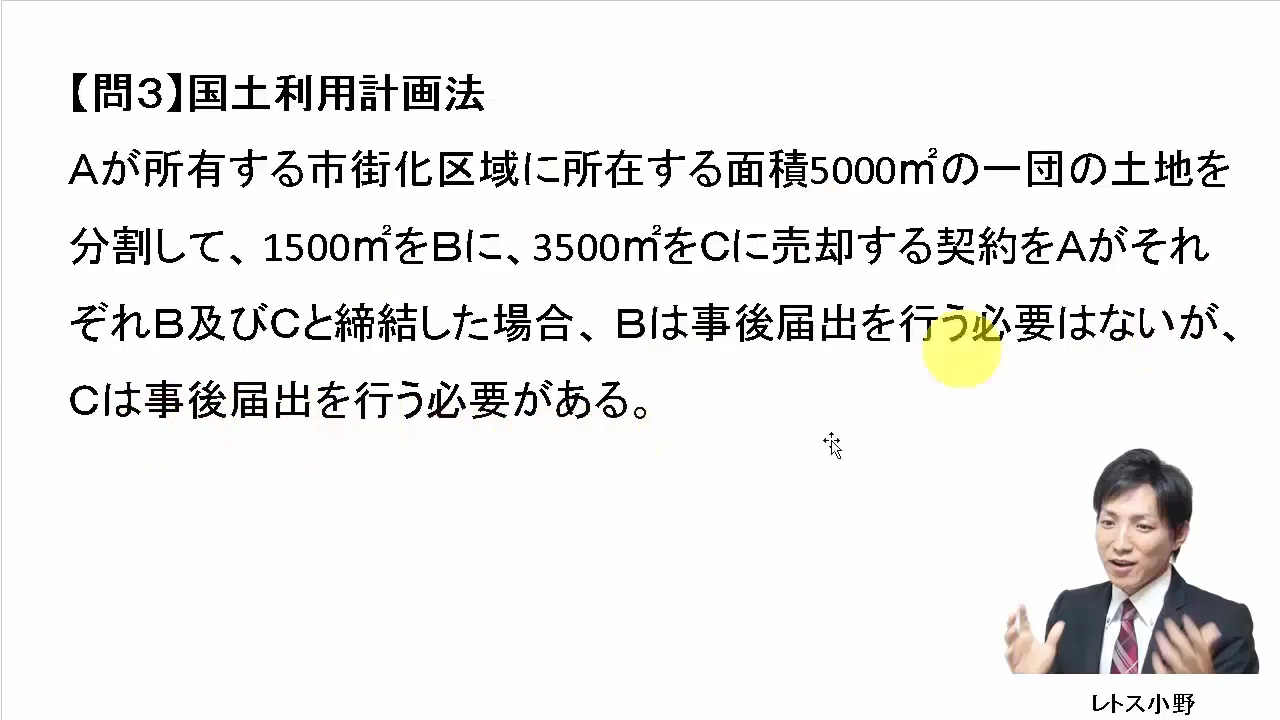 【問３】国土利用計画法
Ａが所有する市街化区域に所在する面積5000㎡の一団の土地を
分割して、1500㎡をＢに、3500㎡をＣに売却する契約をＡがそれ
ぞれＢ及びＣと締結した場合、Ｂは事後届出を行う必要はないが、
Ｃは事後届出を行う必要がある。
レトス小野